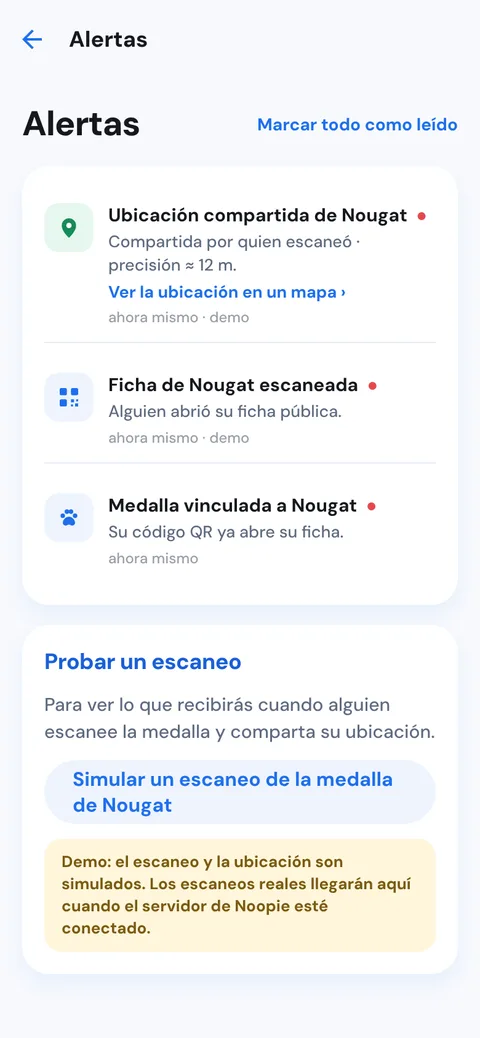 Alertas
Alertas
Marcar todo como leído
Ubicación compartida de Nougat
Compartida por quien escaneó ·
precisión ≈ 12 m.
Ver la ubicación en un mapa ›
ahora mismo · demo
Ficha de Nougat escaneada
Alguien abrió su ficha pública.
ahora mismo · demo
Medalla vinculada a Nougat
Su código QR ya abre su ficha.
ahora mismo
Probar un escaneo
Para ver lo que recibirás cuando alguien
escanee la medalla y comparta su ubicación.
Simular un escaneo de la medalla
de Nougat
Demo: el escaneo y la ubicación son
simulados. Los escaneos reales llegarán aquí
cuando el servidor de Noopie esté
conectado.